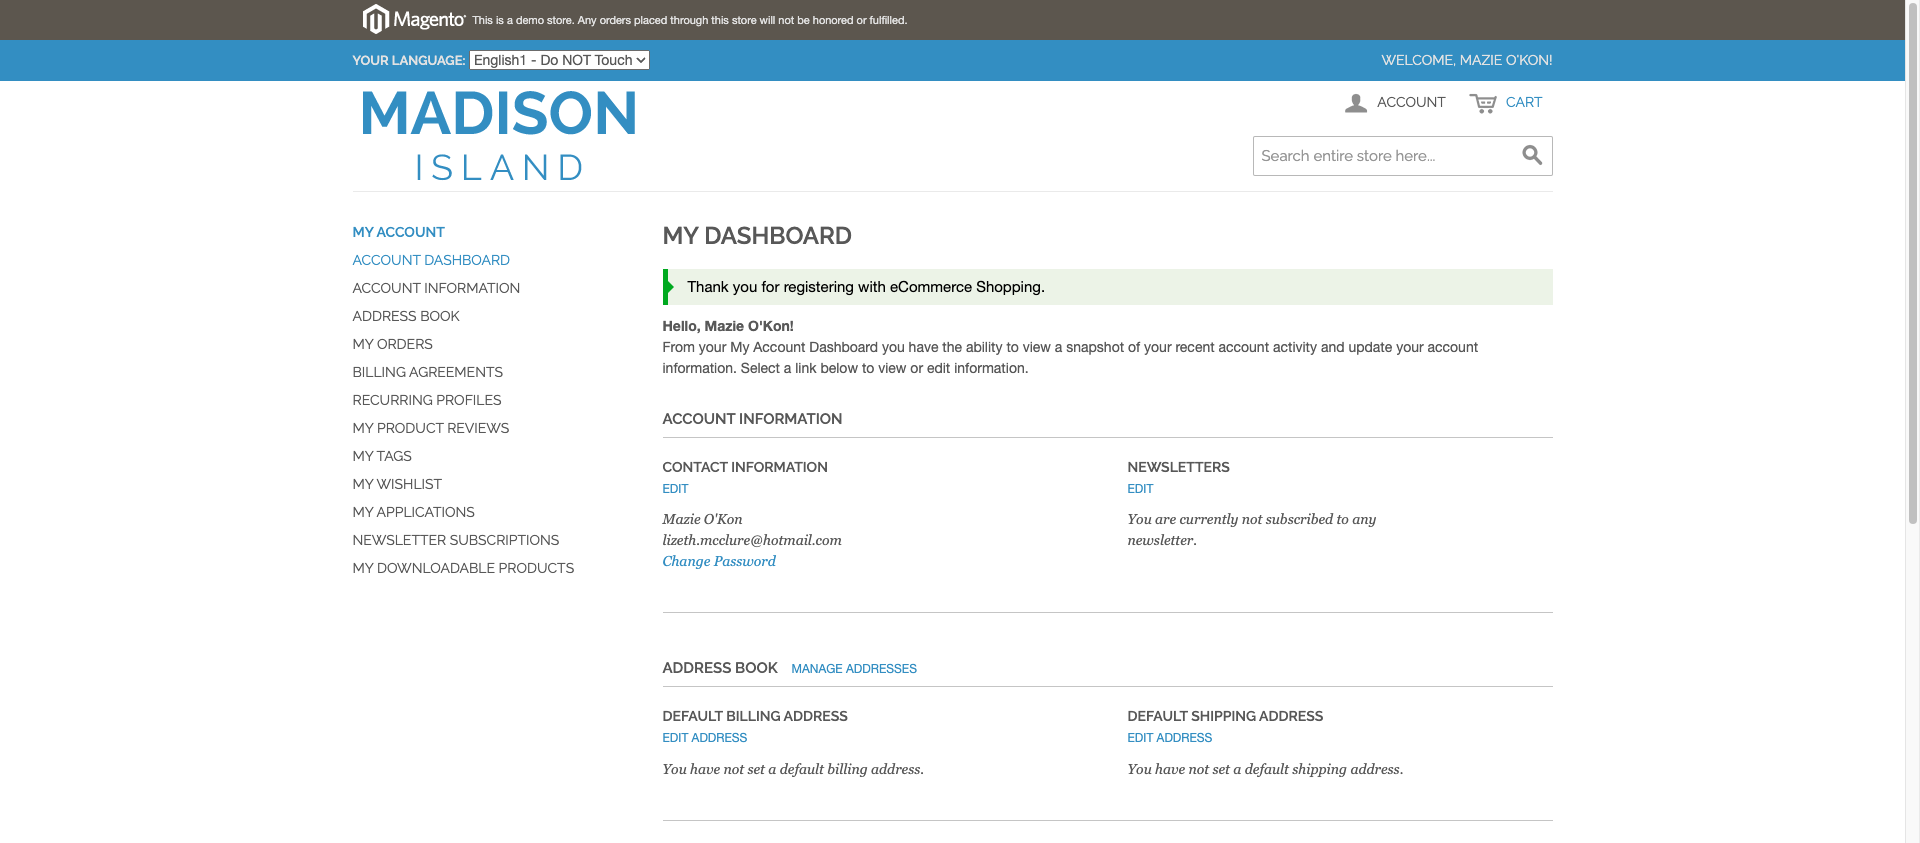 Magento
This is a demo store. Any orders placed through this store will not be honored or fulfilled.
YOUR LANGUAGE: English1 - Do NOT Touch
WELCOME, MAZIE O'KON!
MADISON
ISLAND
ACCOUNT
CART
Search entire store here...
MY ACCOUNT
ACCOUNT DASHBOARD
ACCOUNT INFORMATION
ADDRESS BOOK
MY ORDERS
BILLING AGREEMENTS
RECURRING PROFILES
MY PRODUCT REVIEWS
MY TAGS
MY WISHLIST
MY APPLICATIONS
NEWSLETTER SUBSCRIPTIONS
MY DOWNLOADABLE PRODUCTS
MY DASHBOARD
Thank you for registering with eCommerce Shopping.
Hello, Mazie O'Kon!
From your My Account Dashboard you have the ability to view a snapshot of your recent account activity and update your account
information. Select a link below to view or edit information.
ACCOUNT INFORMATION
CONTACT INFORMATION
EDIT
Mazie O'Kon
lizeth.mcclure@hotmail.com
Change Password
NEWSLETTERS
EDIT
You are currently not subscribed to any
newsletter.
ADDRESS BOOK MANAGE ADDRESSES
DEFAULT BILLING ADDRESS
EDIT ADDRESS
You have not set a default billing address.
DEFAULT SHIPPING ADDRESS
EDIT ADDRESS
You have not set a default shipping address.